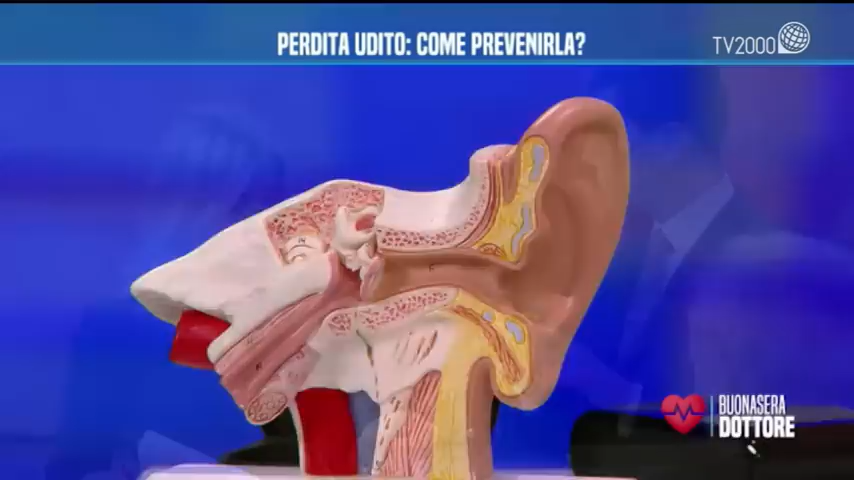 PERDITA UDITO: COME PREVENIRLA?
TV2000
BUONASERA
DOTTORE